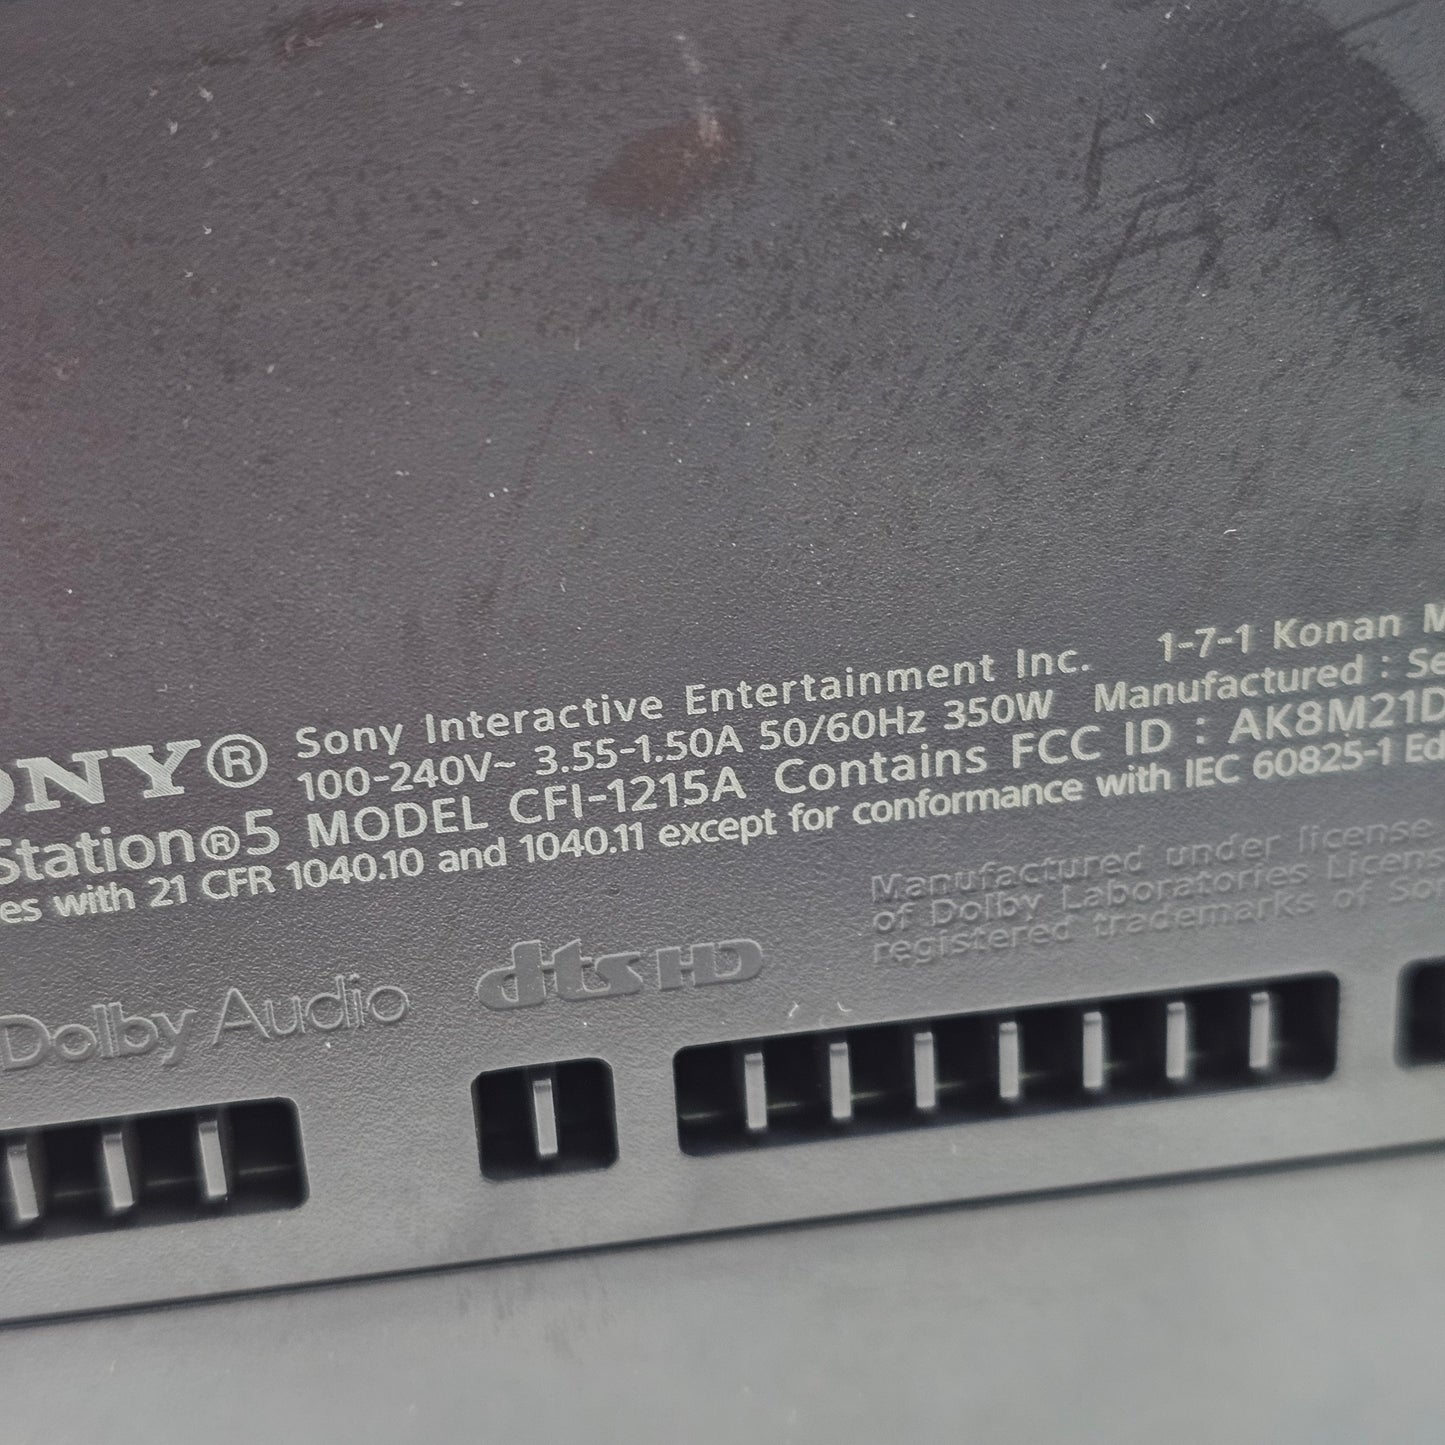 ONY® Sony Interactive Entertainment Inc. 1-7-1 Konan M
100-240V~ 3.55-1.50A 50/60Hz 350W Manufactured : Se
Station®5 MODEL CFI-1215A Contains FCC ID : AK8M21D
es with 21 CFR 1040.10 and 1040.11 except for conformance with IEC 60825-1 Ed
Manufactured under license
of Dolby Laboratories Licens
registered trademarks of Son
Dolby Audio dts HD